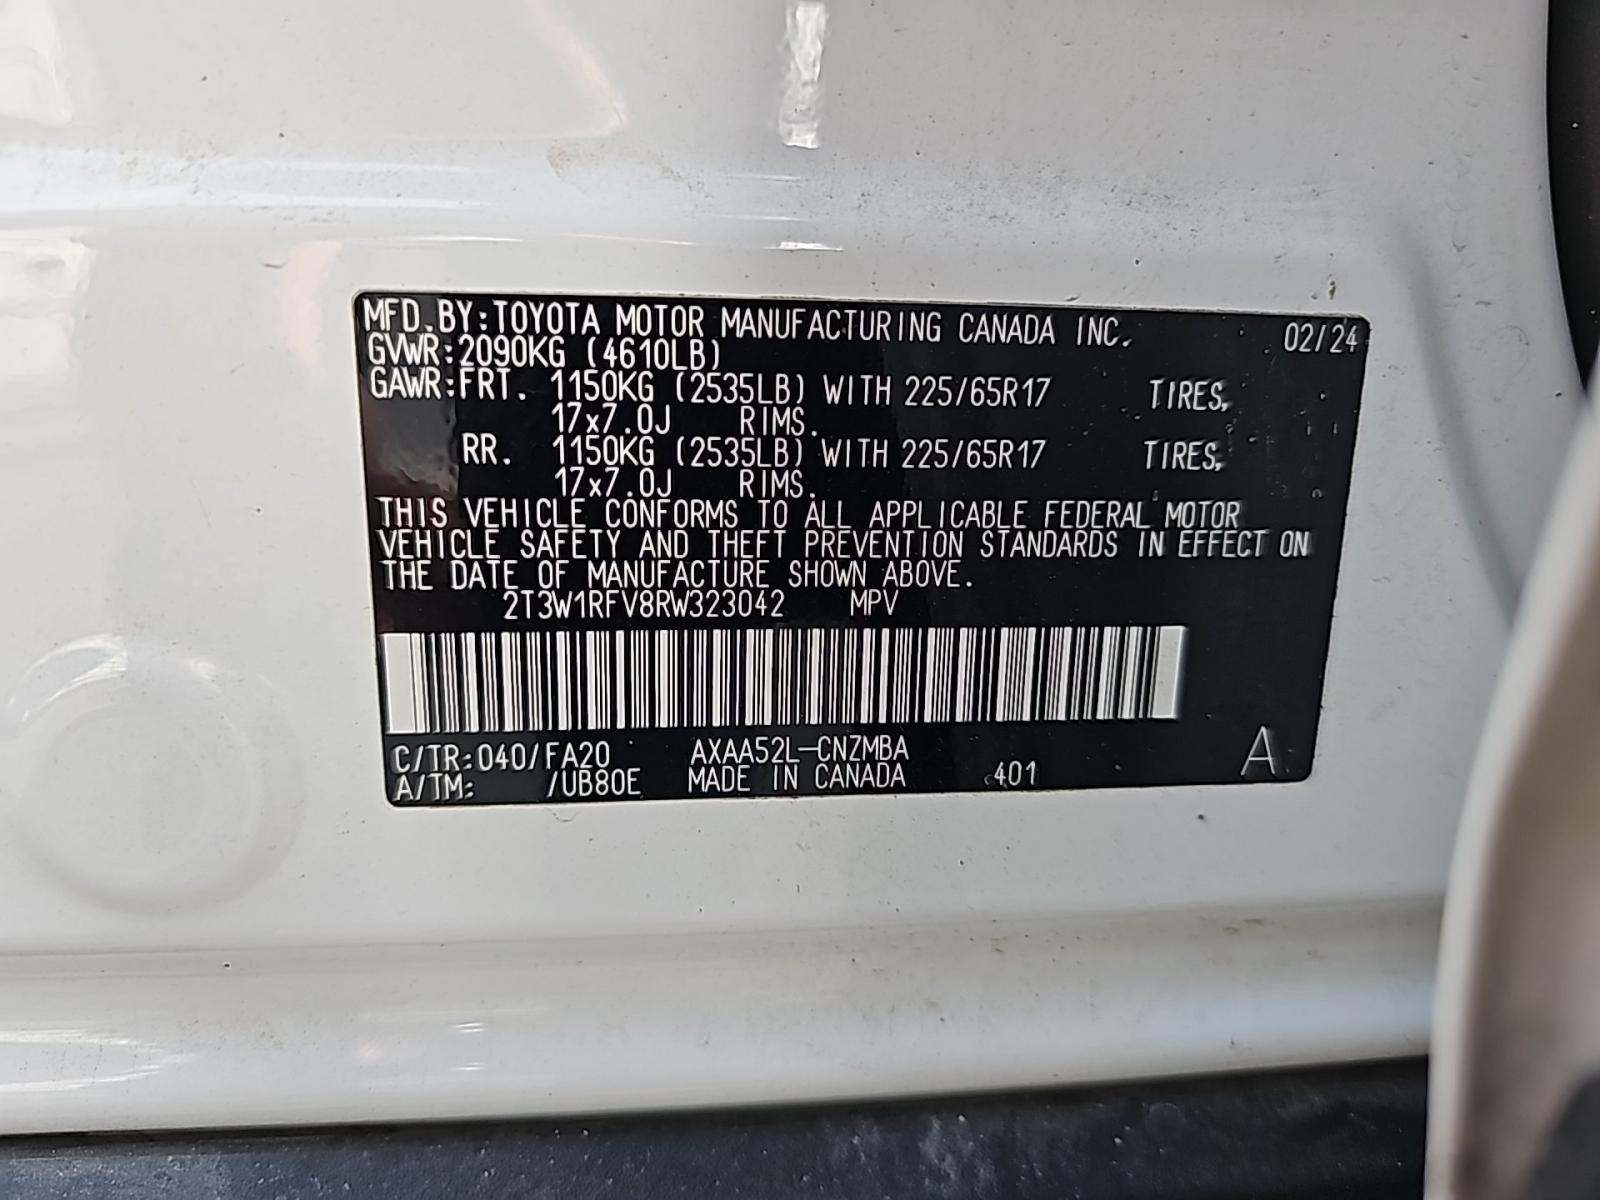 MFD.BY:TOYOTA MOTOR MANUFACTURING CANADA INC. 02/24
GVWR:2090KG (4610LB)
GAWR:FRT. 1150KG (2535LB) WITH 225/65R17 TIRES,
17x7.0J RIMS.
RR. 1150KG (2535LB) WITH 225/65R17 TIRES,
17x7.0J RIMS.
THIS VEHICLE CONFORMS TO ALL APPLICABLE FEDERAL MOTOR
VEHICLE SAFETY AND THEFT PREVENTION STANDARDS IN EFFECT ON
THE DATE OF MANUFACTURE SHOWN ABOVE.
2T3W1RFV8RW323042 MPV
C/TR:040/FA20 AXAA52L-CNZMBA
A/TM: /UB80E MADE IN CANADA 401 A